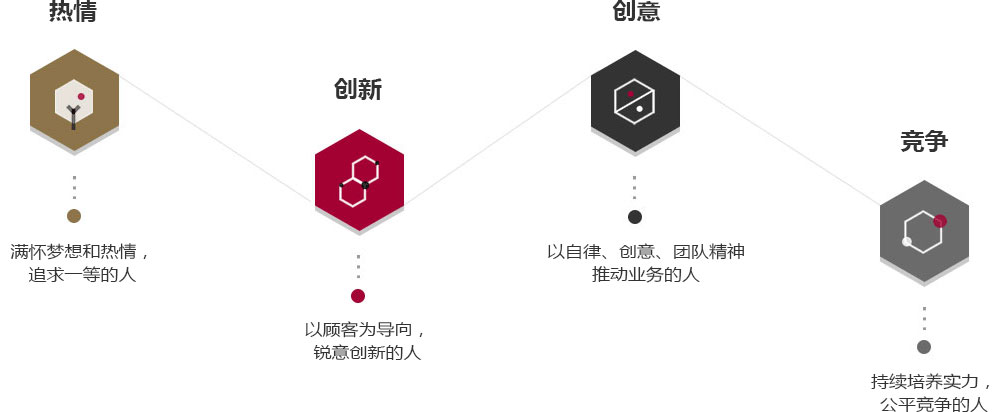 热情
满怀梦想和热情，
追求一等的人
创新
以顾客为导向，
锐意创新的人
创意
以自律、创意、团队精神
推动业务的人
竞争
持续培养实力，
公平竞争的人